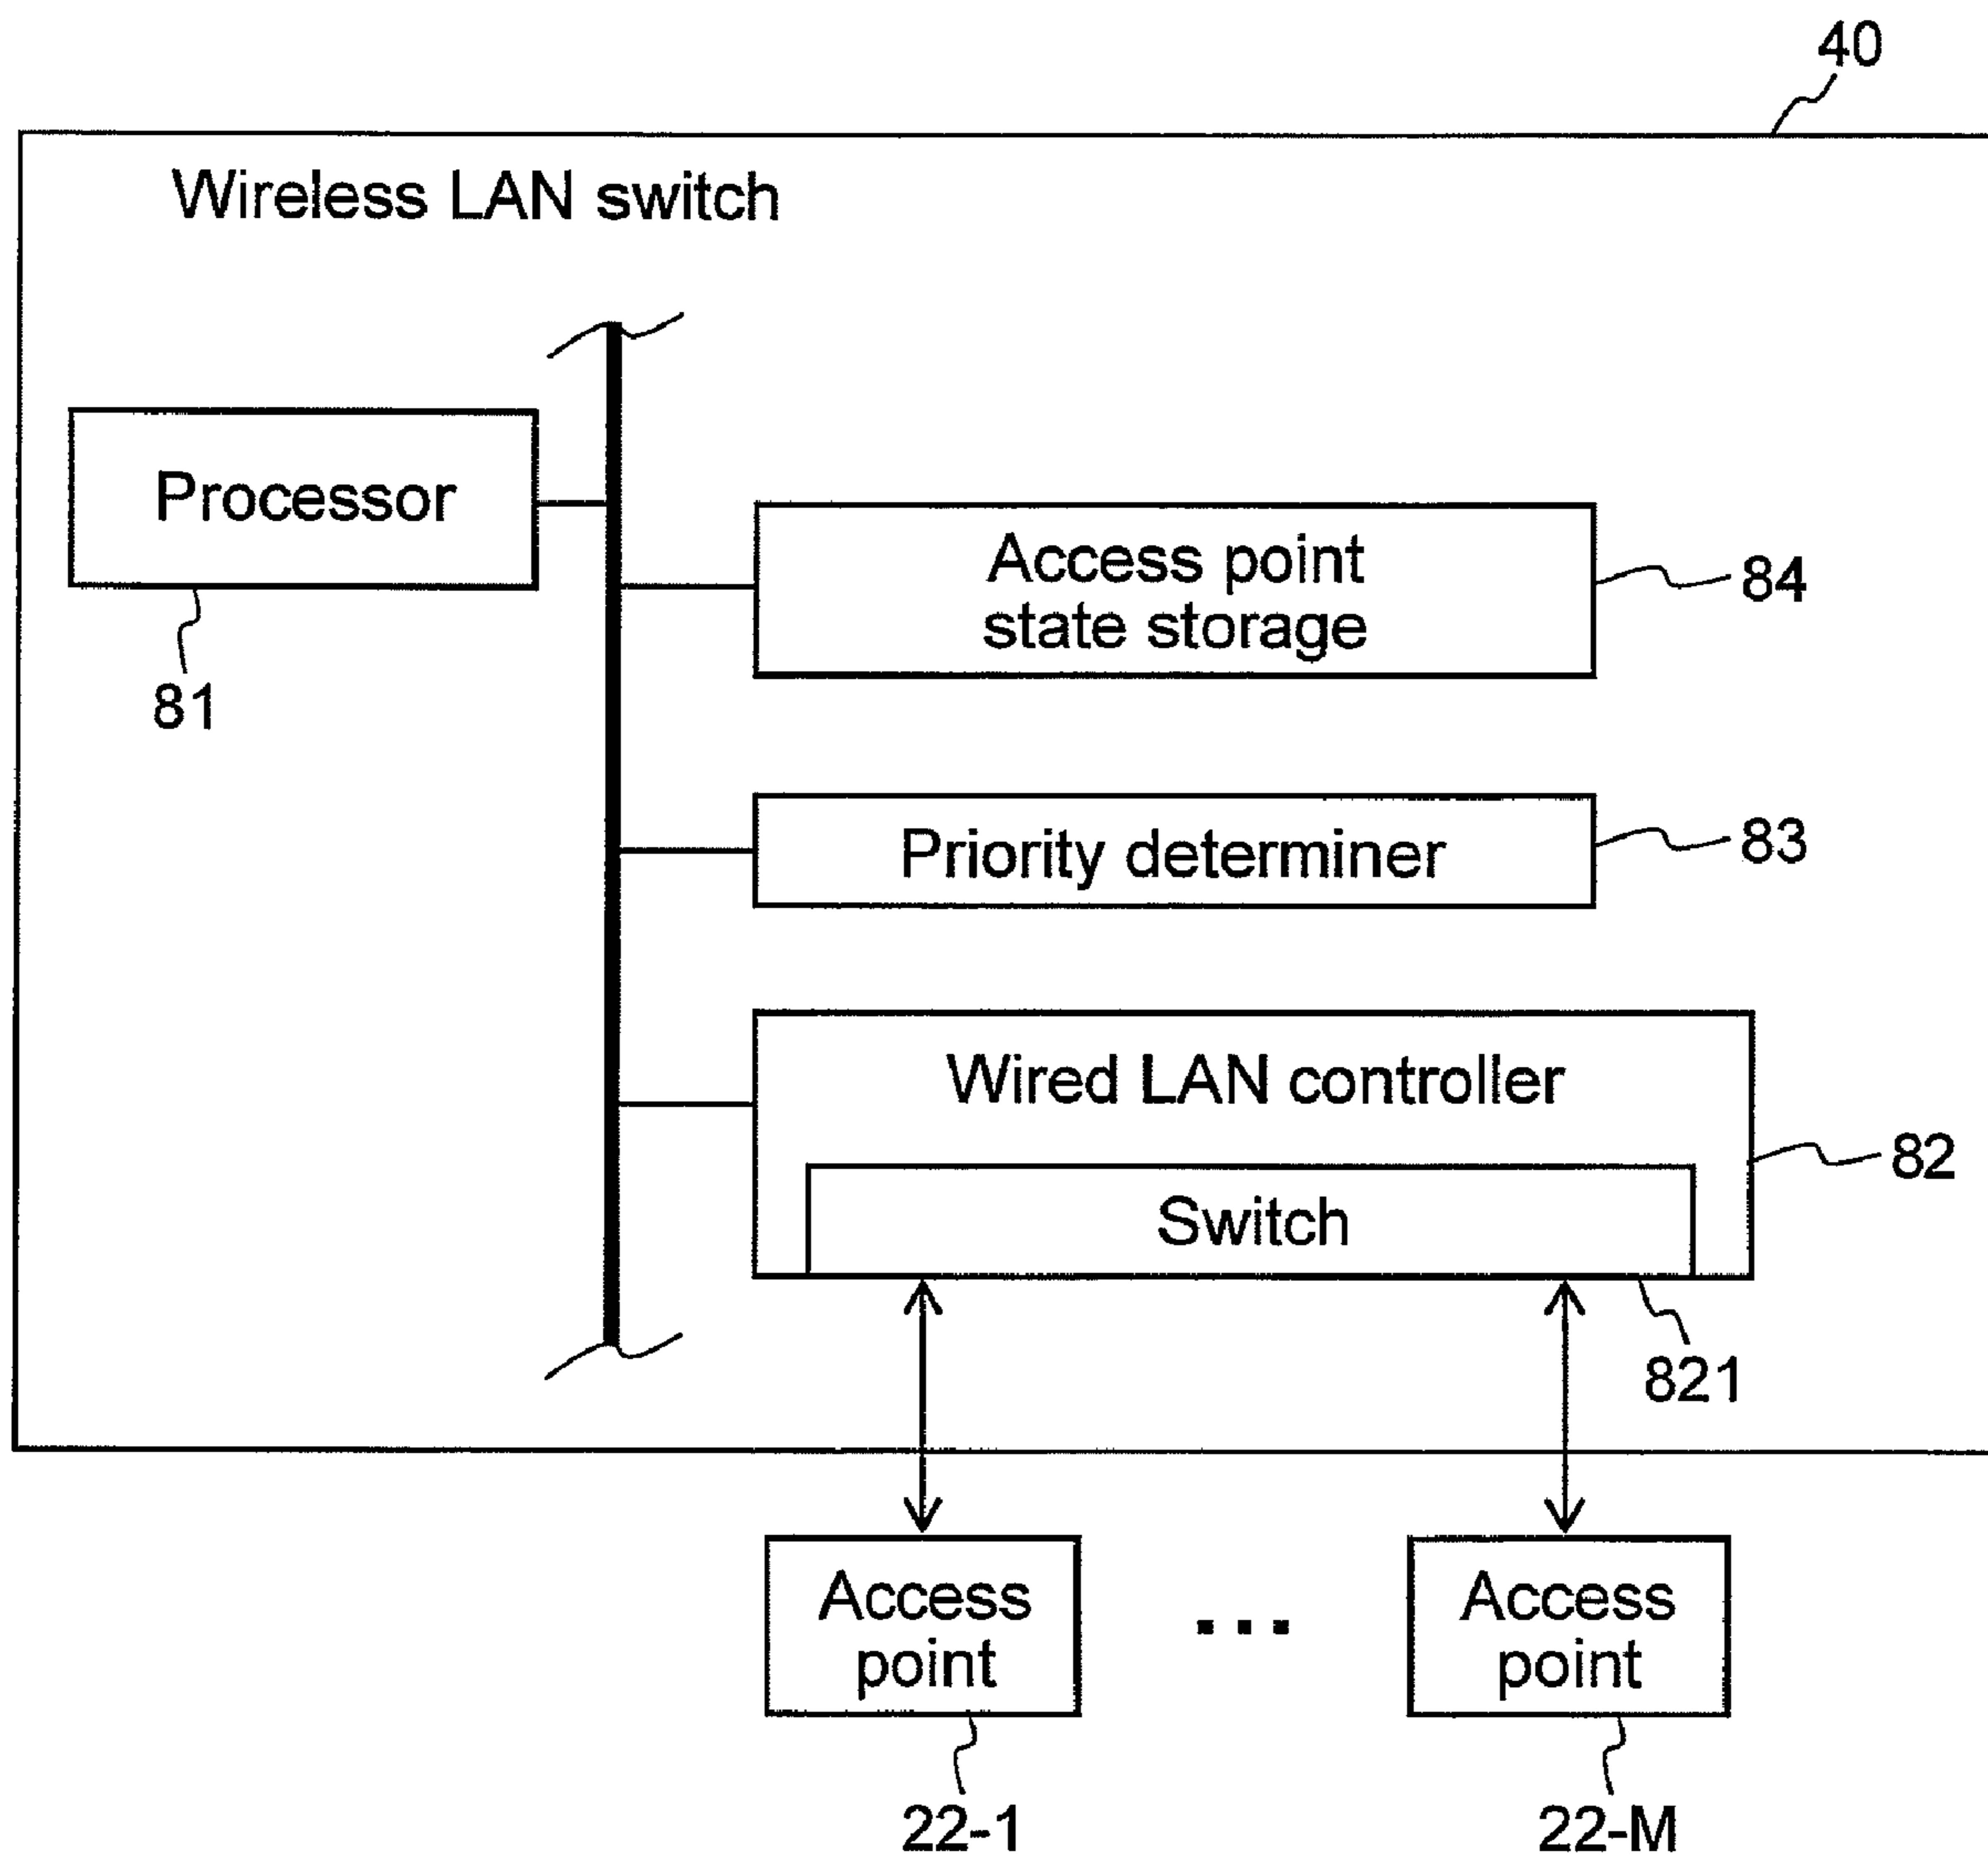 40
Wireless LAN switch
Processor
81
Access point
state storage
84
Priority determiner
83
Wired LAN controller
82
Switch
821
Access
point
...
Access
point
22-1
22-M